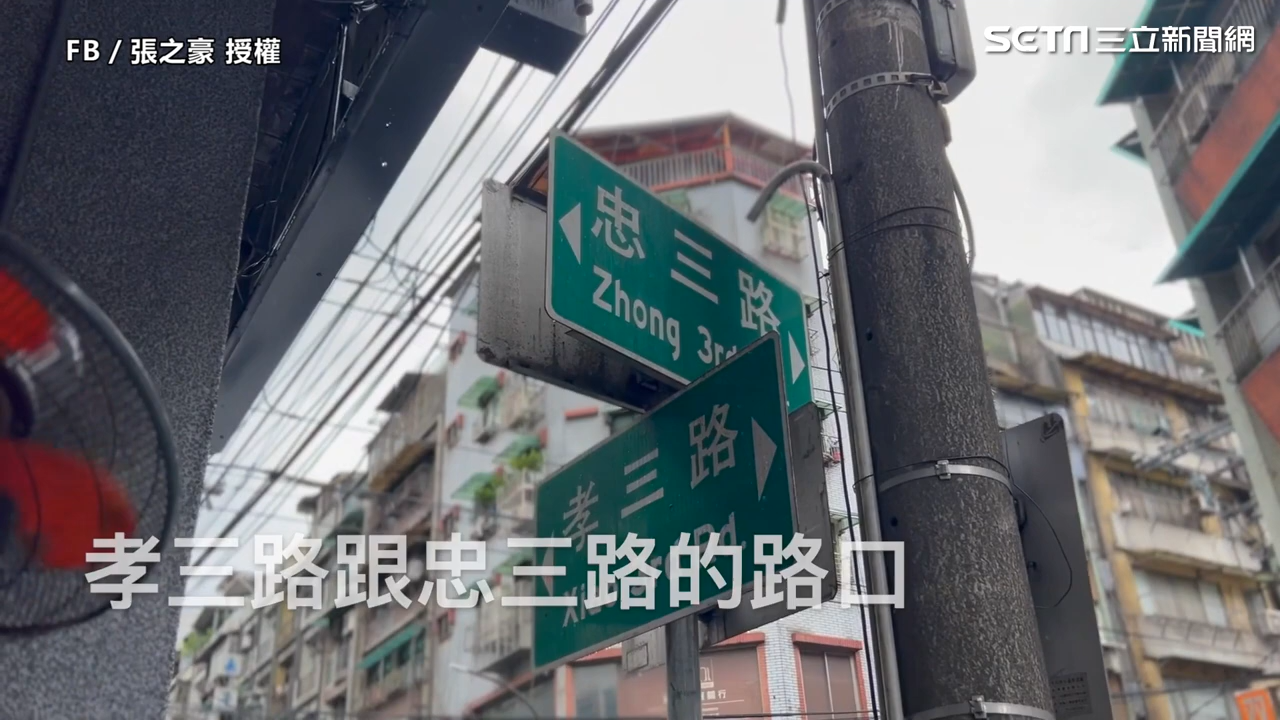 FB / 張之豪 授權
SETN三立新聞網
忠三路
Zhong 3rd
孝三路
孝三路跟忠三路的路口